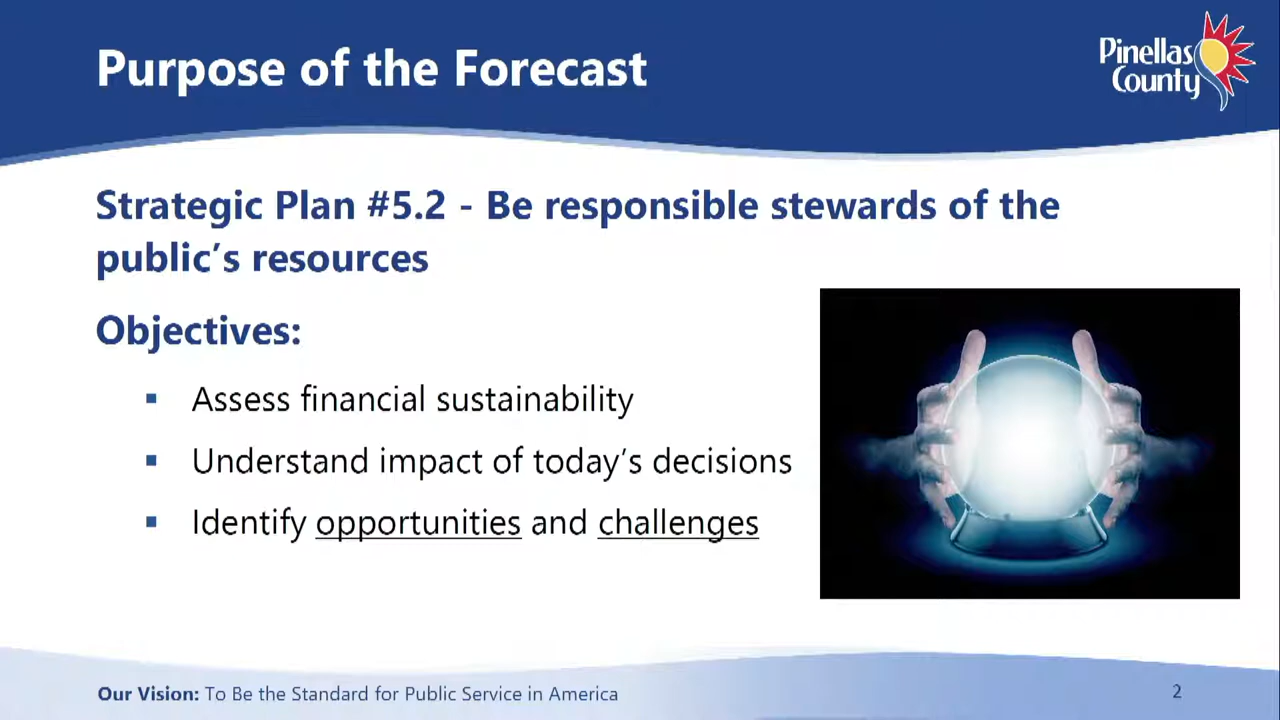 Purpose of the Forecast
Pinellas
County
Strategic Plan #5.2 - Be responsible stewards of the
public’s resources
Objectives:
▪ Assess financial sustainability
▪ Understand impact of today’s decisions
▪ Identify opportunities and challenges
Our Vision: To Be the Standard for Public Service in America
2